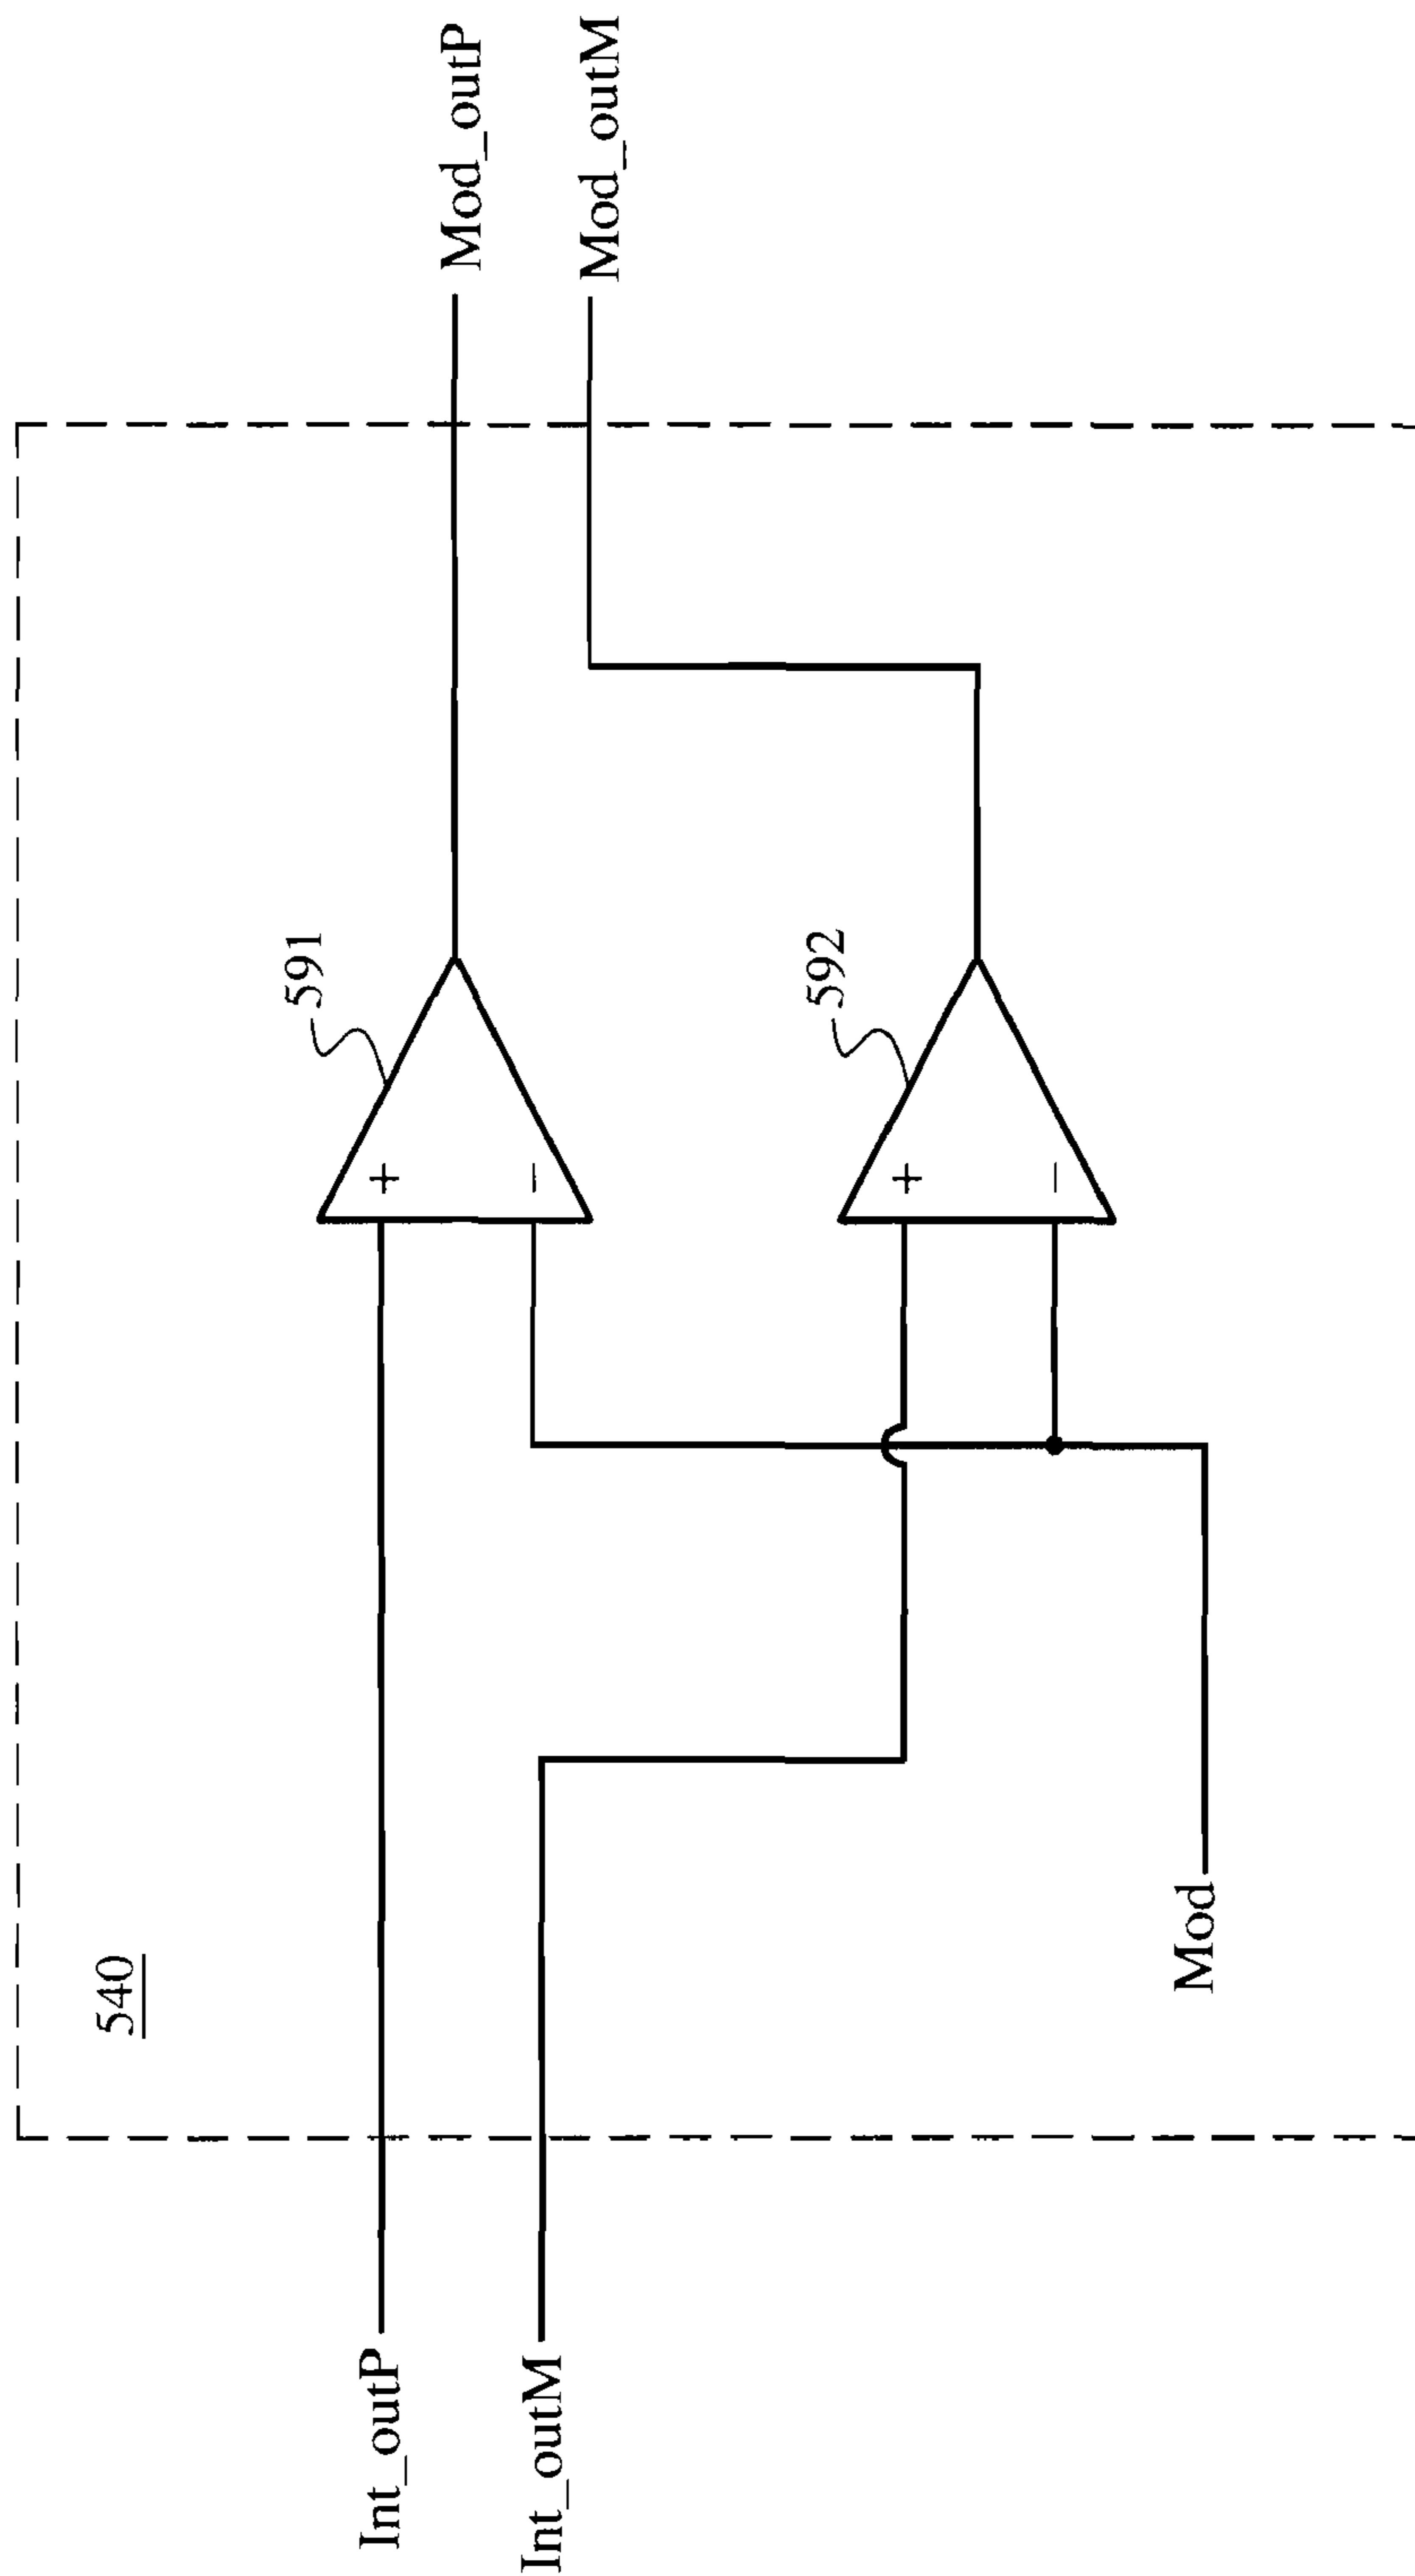 540
Int_outP
Int_outM
Mod
591
+
−
592
+
−
Mod_outP
Mod_outM